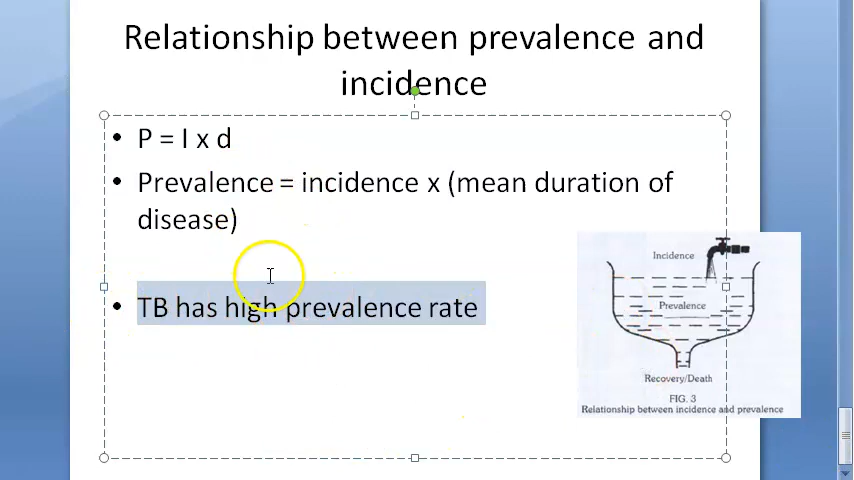 Relationship between prevalence and
incidence
• P = I x d
• Prevalence = incidence x (mean duration of
disease)
• TB has high prevalence rate
Incidence
Prevalence
Recovery/Death
FIG. 3
Relationship between incidence and prevalence